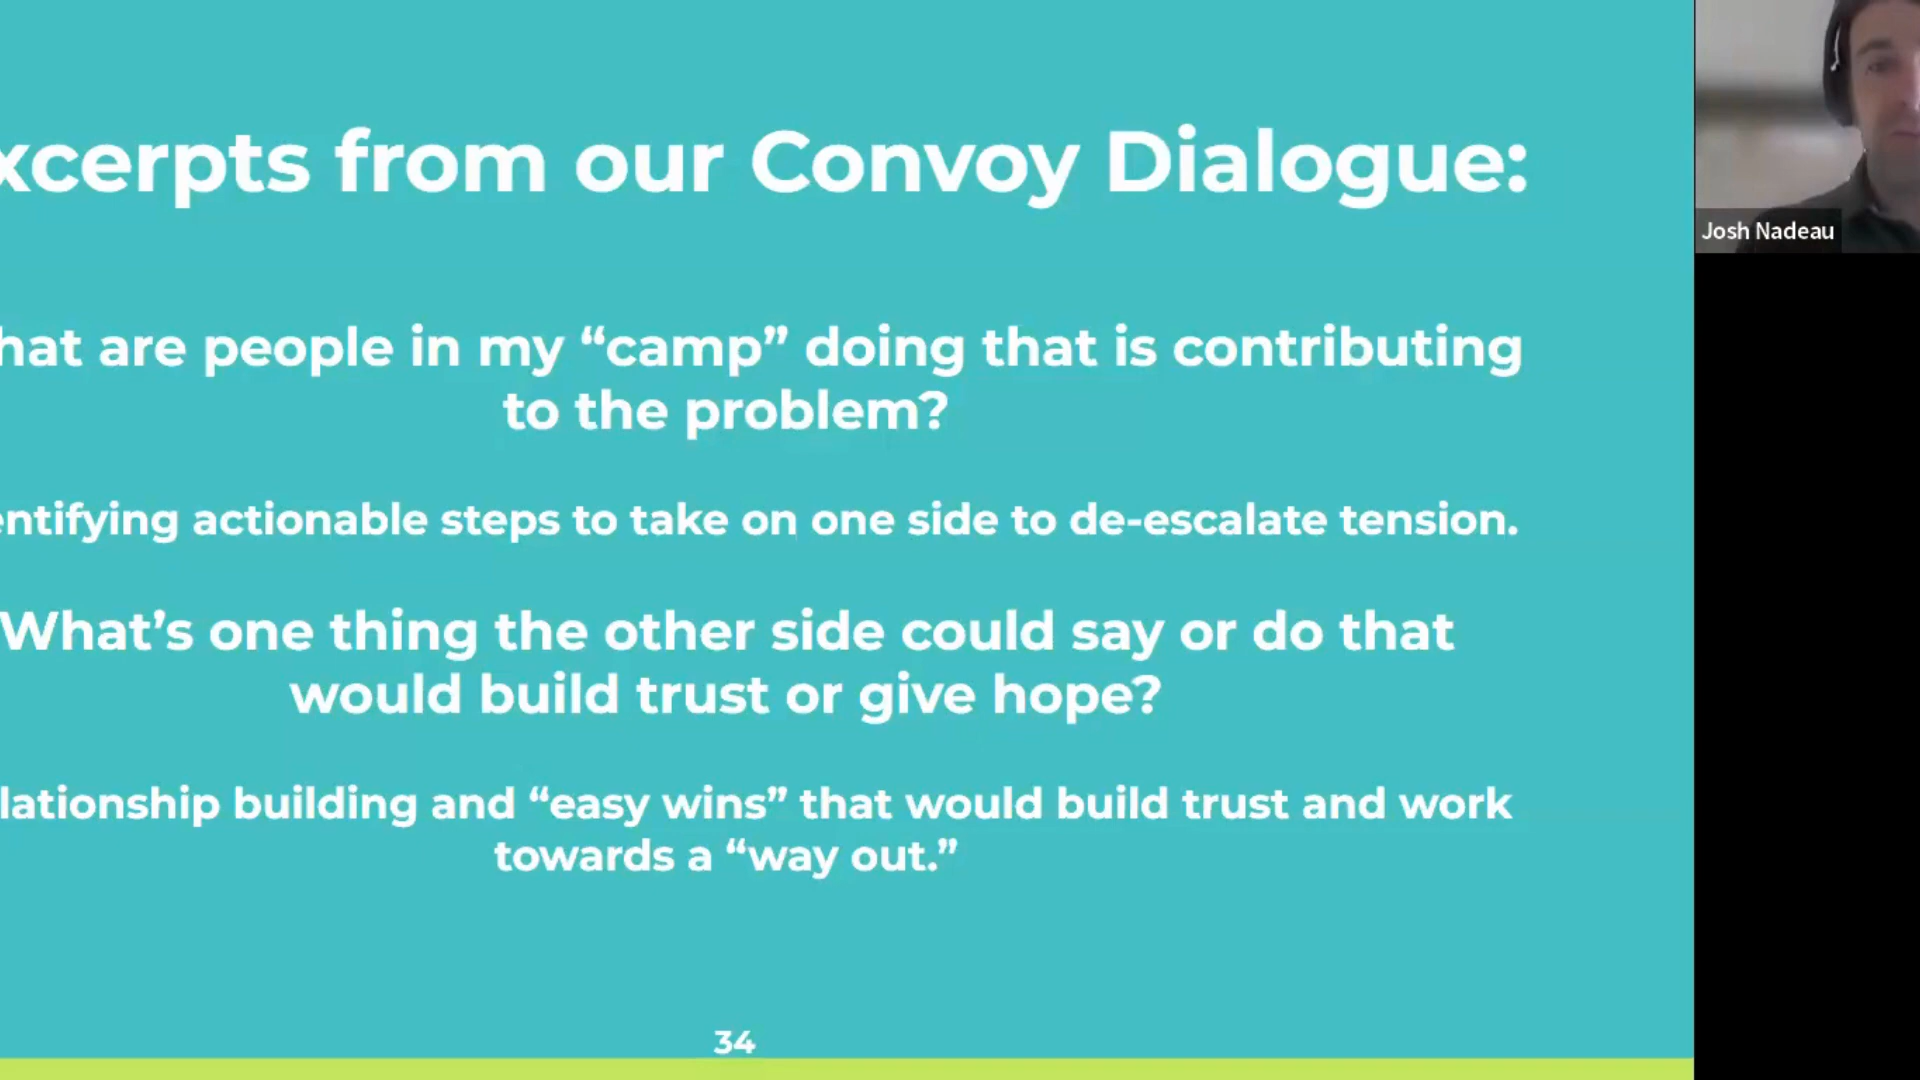 xcerpts from our Convoy Dialogue:
Josh Nadeau
hat are people in my “camp” doing that is contributing
to the problem?
entifying actionable steps to take on one side to de-escalate tension.
What’s one thing the other side could say or do that
would build trust or give hope?
lationship building and “easy wins” that would build trust and work
towards a “way out.”
34